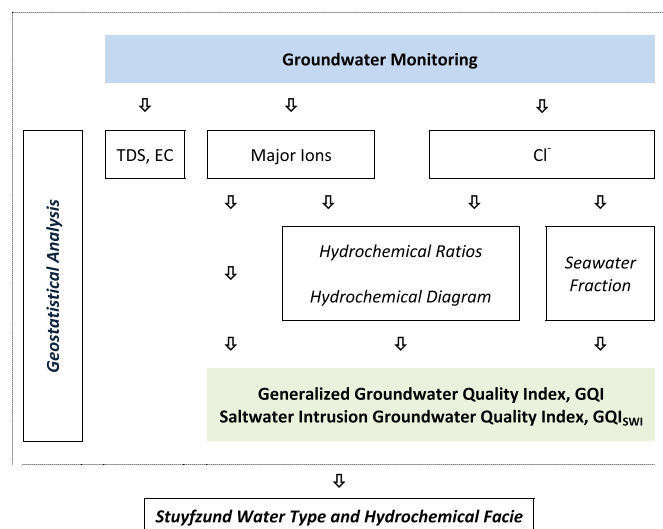 Groundwater Monitoring
TDS, EC
Major Ions
Cl⁻
Geostatistical Analysis
Hydrochemical Ratios
Hydrochemical Diagram
Seawater
Fraction
Generalized Groundwater Quality Index, GQI
Saltwater Intrusion Groundwater Quality Index, GQI_SWI
Stuyfzund Water Type and Hydrochemical Facie